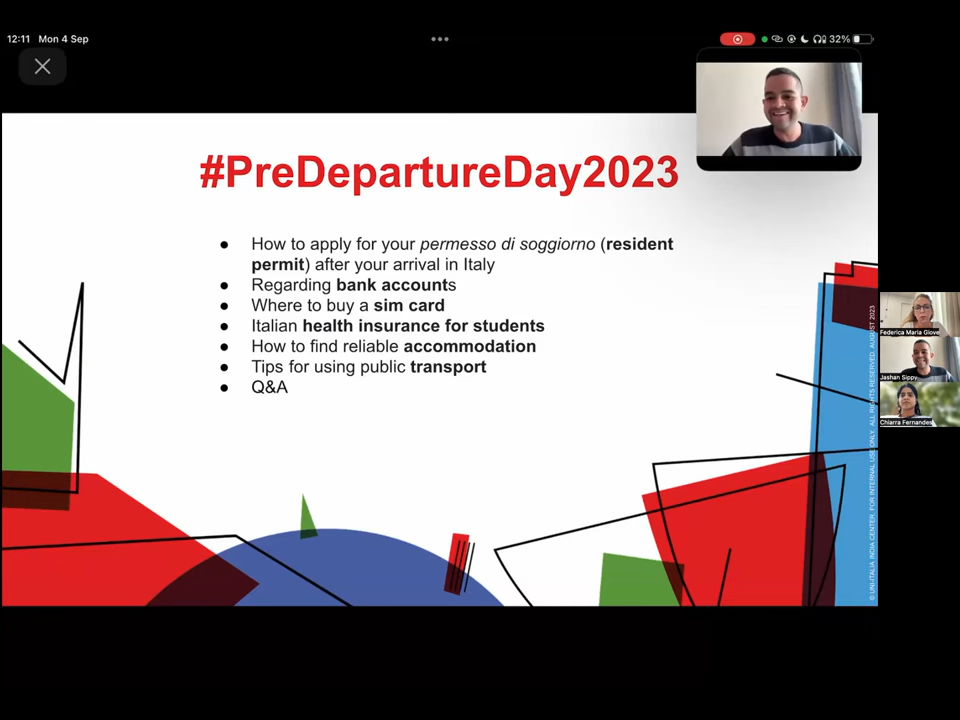 12:11 Mon 4 Sep
32%
#PreDepartureDay2023
● How to apply for your permesso di soggiorno (resident
permit) after your arrival in Italy
● Regarding bank accounts
● Where to buy a sim card
● Italian health insurance for students
● How to find reliable accommodation
● Tips for using public transport
● Q&A
Federica Maria Giove
Jashan Sippy
Chiarra Fernandes
© UNI-ITALIA INDIA CENTER. FOR INTERNAL USE ONLY. ALL RIGHTS RESERVED. AUGUST 2023